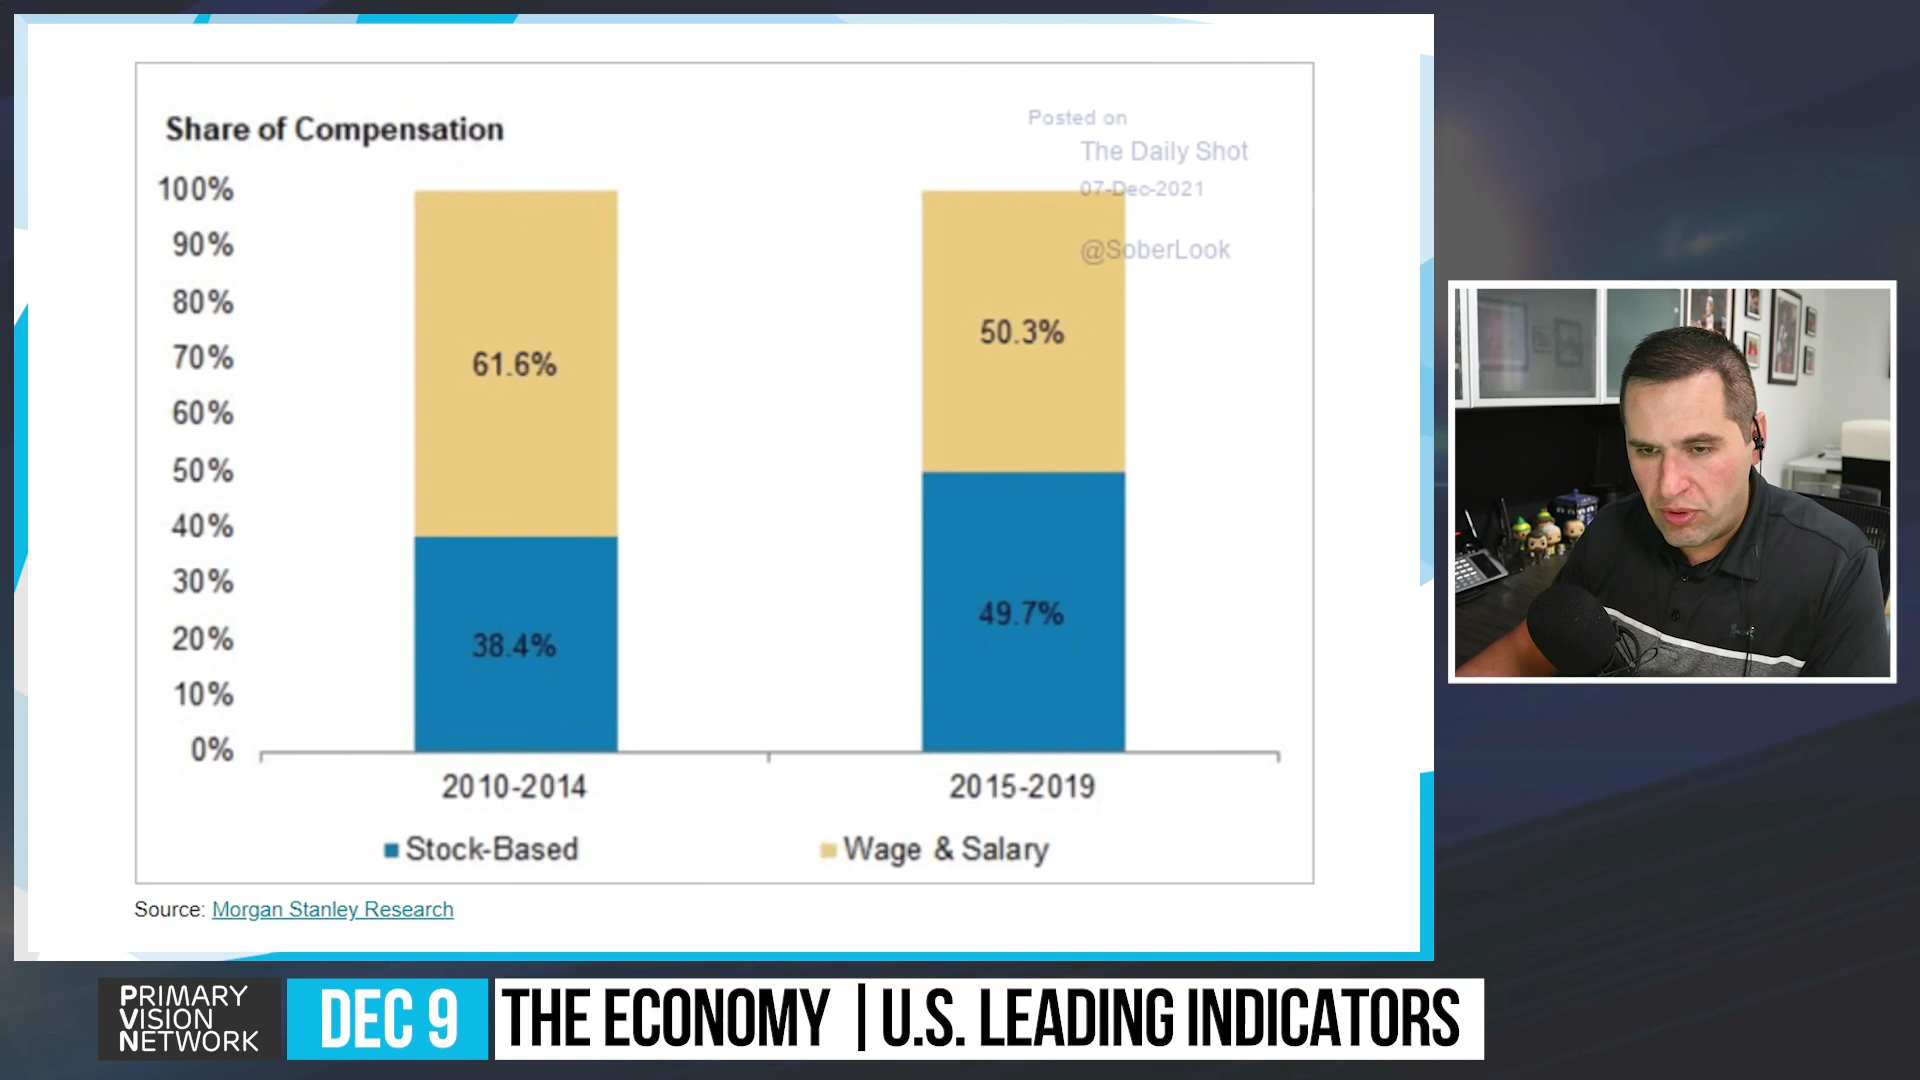 Share of Compensation
Posted on
The Daily Shot
07-Dec-2021
@SoberLook
100%
90%
80%
70%
60%
50%
40%
30%
20%
10%
0%
61.6%
50.3%
38.4%
49.7%
2010-2014
2015-2019
Stock-Based
Wage & Salary
Source: Morgan Stanley Research
PRIMARY
VISION
NETWORK
DEC 9
THE ECONOMY | U.S. LEADING INDICATORS